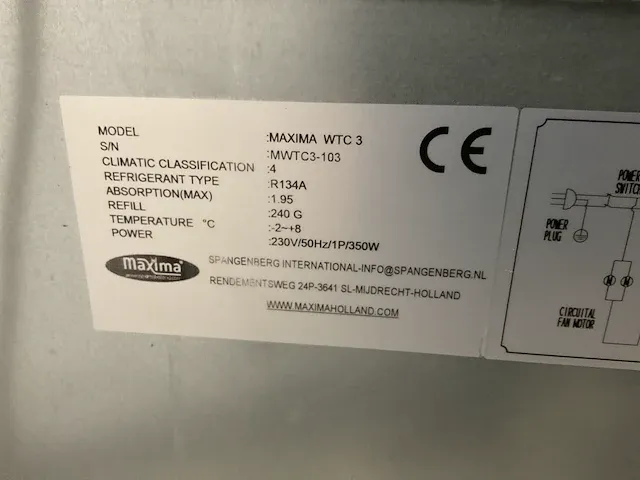 MODEL :MAXIMA WTC 3
S/N :MWTC3-103
CLIMATIC CLASSIFICATION :4
REFRIGERANT TYPE :R134A
ABSORPTION(MAX) :1.95
REFILL :240 G
TEMPERATURE °C :-2~+8
POWER :230V/50Hz/1P/350W
CE
maxima
SPANGENBERG INTERNATIONAL-INFO@SPANGENBERG.NL
RENDEMENTSWEG 24P-3641 SL-MIJDRECHT-HOLLAND
WWW.MAXIMAHOLLAND.COM
POWER
PLUG
M M
CIRCUITAL
FAN MOTOR